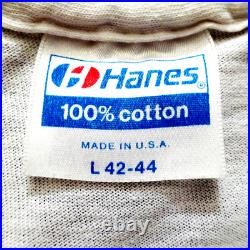 Hanes
100% cotton
MADE IN U.S.A.
L 42-44